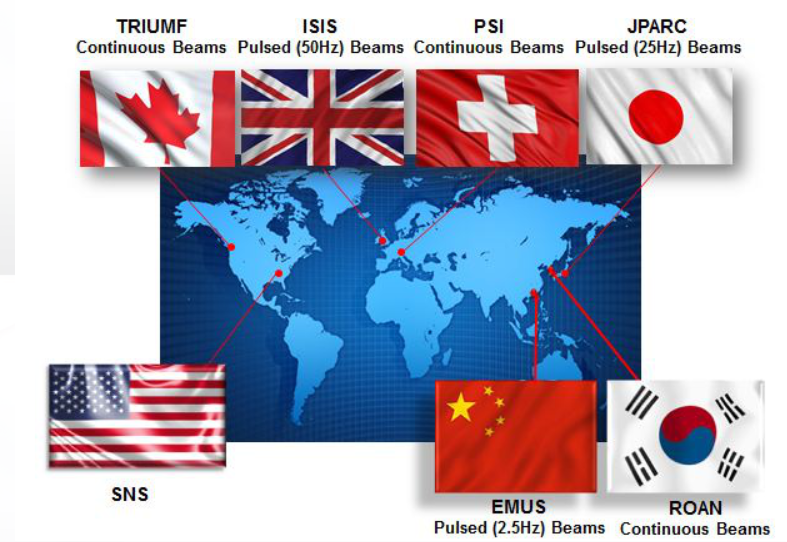 TRIUMF
Continuous Beams
ISIS
Pulsed (50Hz) Beams
PSI
Continuous Beams
JPARC
Pulsed (25Hz) Beams
SNS
EMUS
Pulsed (2.5Hz) Beams
ROAN
Continuous Beams